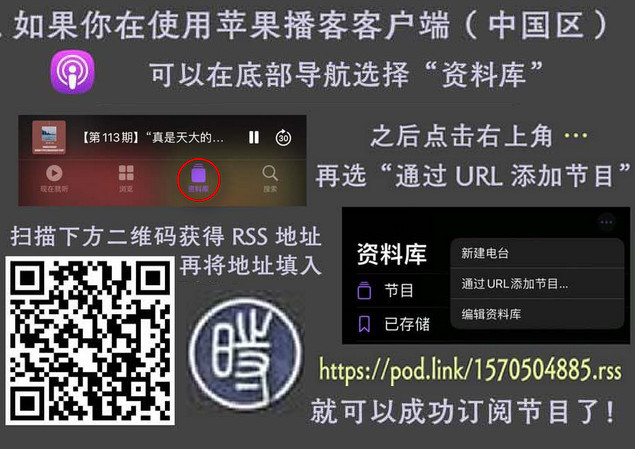 如果你在使用苹果播客客户端（中国区）
可以在底部导航选择“资料库”
【第113期】“真是天大的...
30
现在就听
浏览
资料库
搜索
之后点击右上角 ···
再选“通过 URL 添加节目”
扫描下方二维码获得 RSS 地址
再将地址填入
资料库
节目
已存储
新建电台
通过URL添加节目...
编辑资料库
https://pod.link/1570504885.rss
就可以成功订阅节目了！